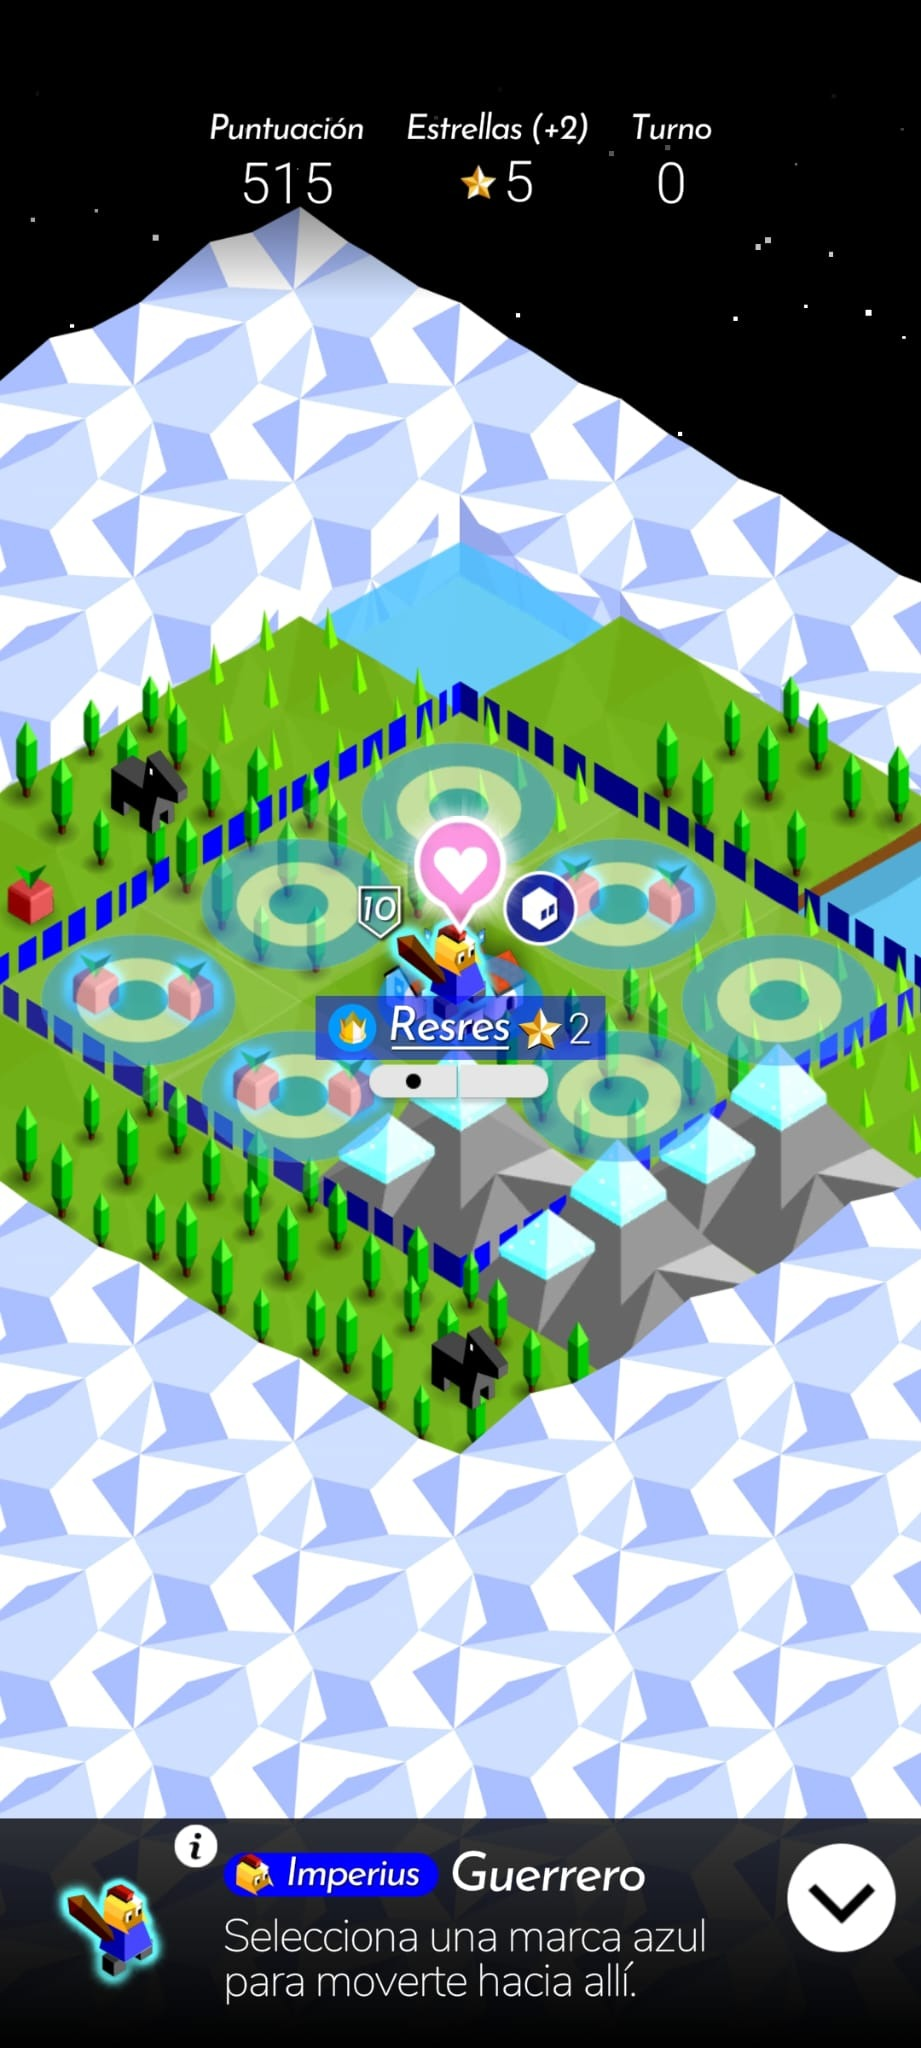 Puntuación Estrellas (+2) Turno
515 5 0
10
Resres 2
Imperius Guerrero
Selecciona una marca azul
para moverte hacia allí.